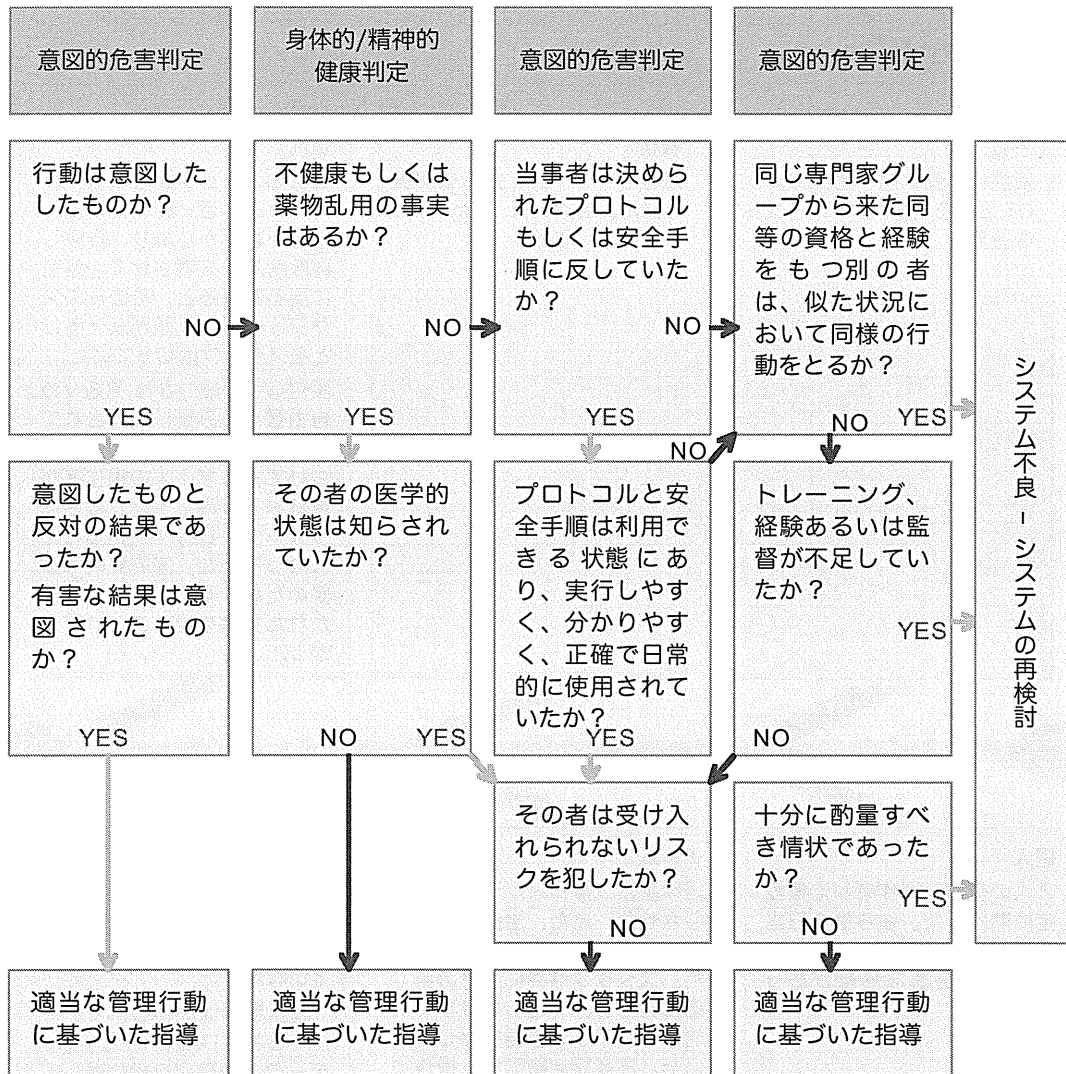 意図的危害判定
身体的/精神的
健康判定
意図的危害判定
意図的危害判定
行動は意図した
したものか？
NO
YES
不健康もしくは
薬物乱用の事実
はあるか？
NO
YES
当事者は決めら
れたプロトコル
もしくは安全手
順に反していた
か？
NO
YES
同じ専門家グル
ープから来た同
等の資格と経験
をもつ別の者
は、似た状況に
おいて同様の行
動をとるか？
YES
NO
NO
意図したものと
反対の結果であ
ったか？
有害な結果は意
図されたもの
か？
YES
その者の医学的
状態は知らされ
ていたか？
NO
YES
プロトコルと安
全手順は利用で
きる状態にあ
り、実行しやす
く、分かりやす
く、正確で日常
的に使用されて
いたか？
YES
トレーニング、
経験あるいは監
督が不足してい
たか？
YES
NO
その者は受け入
れられないリス
クを犯したか？
NO
十分に酌量すべ
き情状であった
か？
YES
NO
システム不良 - システムの再検討
適当な管理行動
に基づいた指導
適当な管理行動
に基づいた指導
適当な管理行動
に基づいた指導
適当な管理行動
に基づいた指導